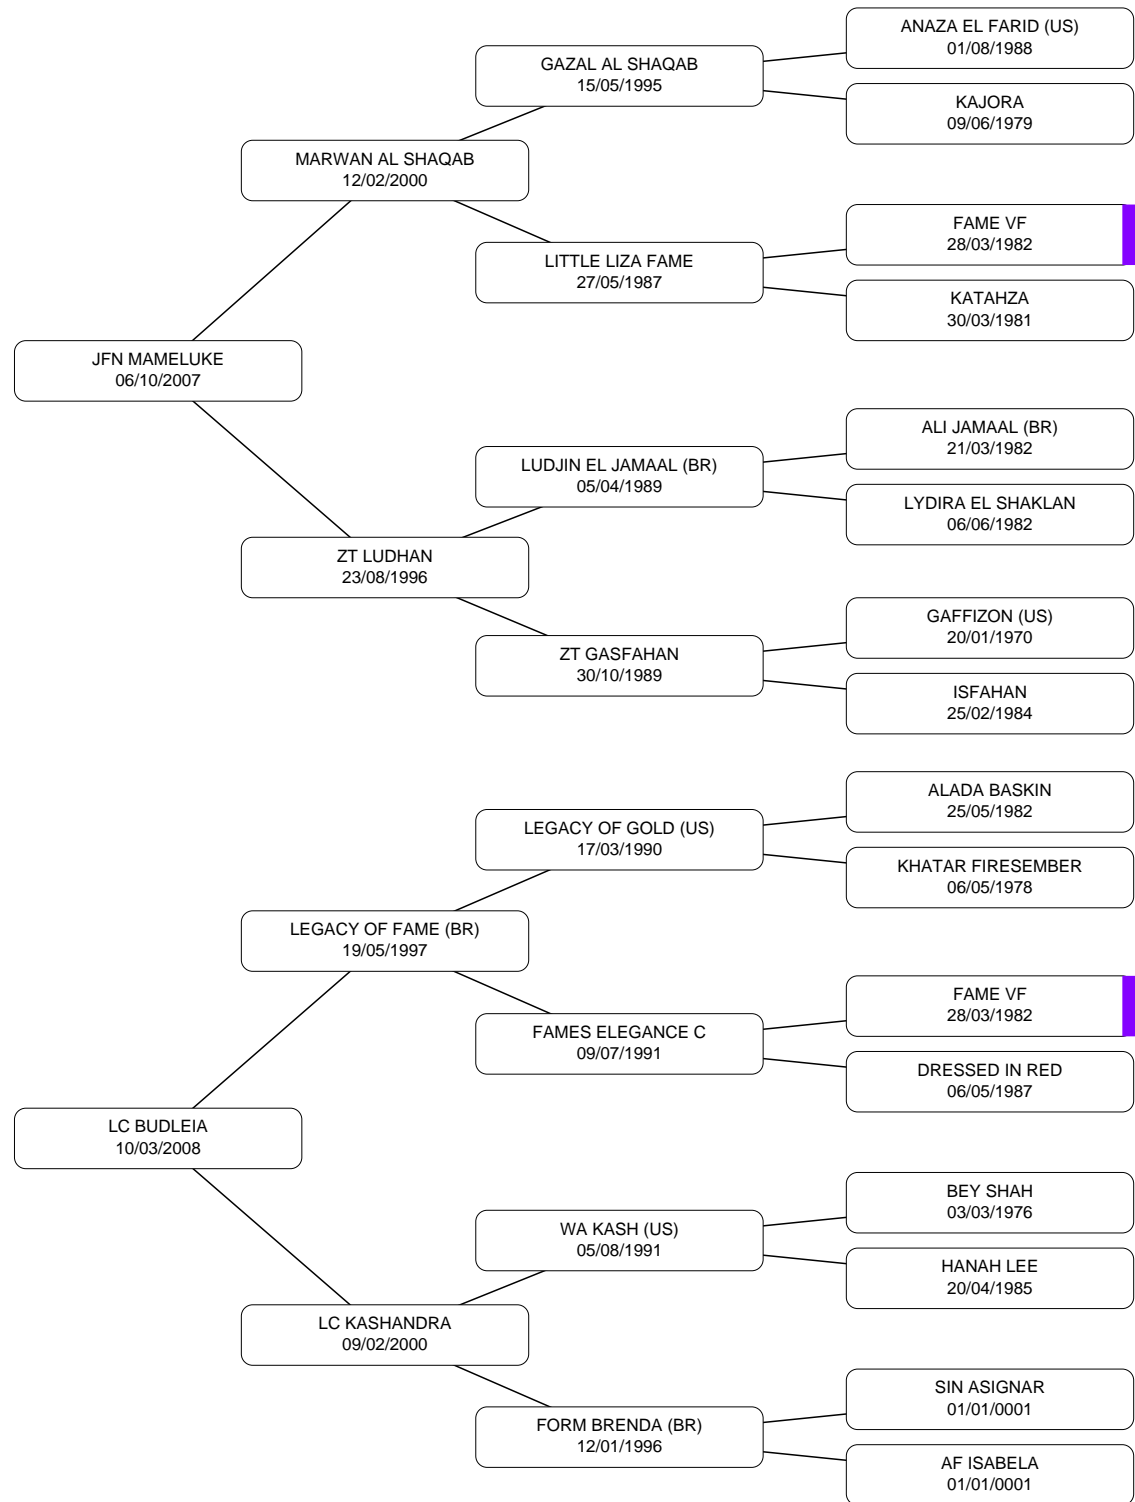 ANAZA EL FARID (US)
01/08/1988
GAZAL AL SHAQAB
15/05/1995
KAJORA
09/06/1979
MARWAN AL SHAQAB
12/02/2000
FAME VF
28/03/1982
LITTLE LIZA FAME
27/05/1987
KATAHZA
30/03/1981
JFN MAMELUKE
06/10/2007
ALI JAMAAL (BR)
21/03/1982
LUDJIN EL JAMAAL (BR)
05/04/1989
LYDIRA EL SHAKLAN
06/06/1982
ZT LUDHAN
23/08/1996
GAFFIZON (US)
20/01/1970
ZT GASFAHAN
30/10/1989
ISFAHAN
25/02/1984
ALADA BASKIN
25/05/1982
LEGACY OF GOLD (US)
17/03/1990
KHATAR FIRESEMBER
06/05/1978
LEGACY OF FAME (BR)
19/05/1997
FAME VF
28/03/1982
FAMES ELEGANCE C
09/07/1991
DRESSED IN RED
06/05/1987
LC BUDLEIA
10/03/2008
BEY SHAH
03/03/1976
WA KASH (US)
05/08/1991
HANAH LEE
20/04/1985
LC KASHANDRA
09/02/2000
SIN ASIGNAR
01/01/0001
FORM BRENDA (BR)
12/01/1996
AF ISABELA
01/01/0001